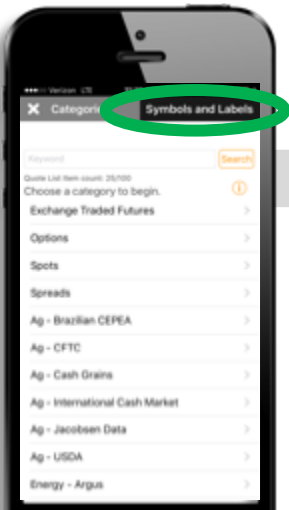 Verizon LTE
Categorie
Symbols and Labels
Keyword
Search
Quote List Item count: 25/100
Choose a category to begin.
Exchange Traded Futures
Options
Spots
Spreads
Ag - Brazilian CEPEA
Ag - CFTC
Ag - Cash Grains
Ag - International Cash Market
Ag - Jacobsen Data
Ag - USDA
Energy - Argus